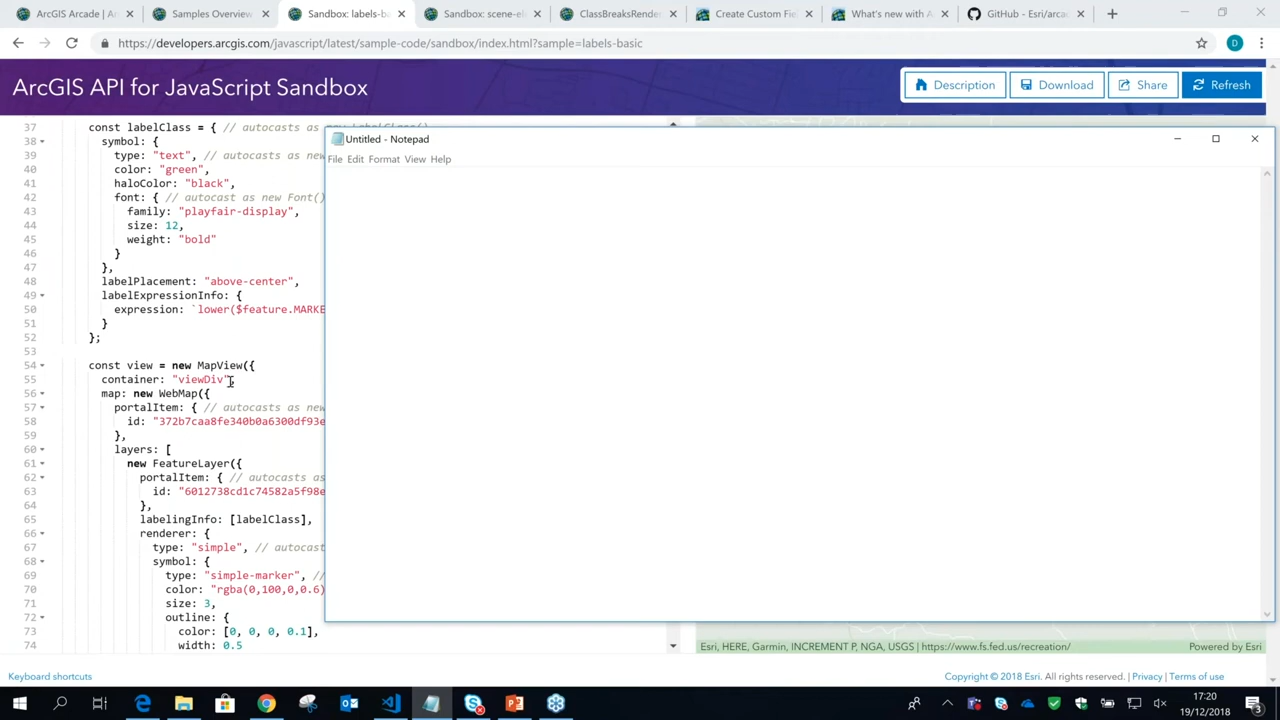 ArcGIS Arcade | Ar
Samples Overview
Sandbox: labels-ba
Sandbox: scene-el
ClassBreaksRende
Create Custom Fi
What's new with A
GitHub - Esri/arca
https://developers.arcgis.com/javascript/latest/sample-code/sandbox/index.html?sample=labels-basic
D
ArcGIS API for JavaScript Sandbox
Description
Download
Share
Refresh
37 const labelClass = { // autocasts as new LabelClass()
38 symbol: {
39 type: "text", // autocasts as new
40 color: "green",
41 haloColor: "black",
42 font: { // autocast as new Font()
43 family: "playfair-display",
44 size: 12,
45 weight: "bold"
46 }
47 },
48 labelPlacement: "above-center",
49 labelExpressionInfo: {
50 expression: `lower($feature.MARKE
51 }
52 };
53
54 const view = new MapView({
55 container: "viewDiv",
56 map: new WebMap({
57 portalItem: { // autocasts as new
58 id: "372b7caa8fe340b0a6300df93e
59 },
60 layers: [
61 new FeatureLayer({
62 portalItem: { // autocasts as
63 id: "6012738cd1c74582a5f98e
64 },
65 labelingInfo: [labelClass],
66 renderer: {
67 type: "simple", // autocast
68 symbol: {
69 type: "simple-marker", //
70 color: "rgba(0,100,0,0.6)
71 size: 3,
72 outline: {
73 color: [0, 0, 0, 0.1],
74 width: 0.5
Untitled - Notepad
File Edit Format View Help
Esri, HERE, Garmin, INCREMENT P, NGA, USGS | https://www.fs.fed.us/recreation/
Powered by Esri
Keyboard shortcuts
Copyright © 2018 Esri. All rights reserved. | Privacy | Terms of use
17:20
19/12/2018
3